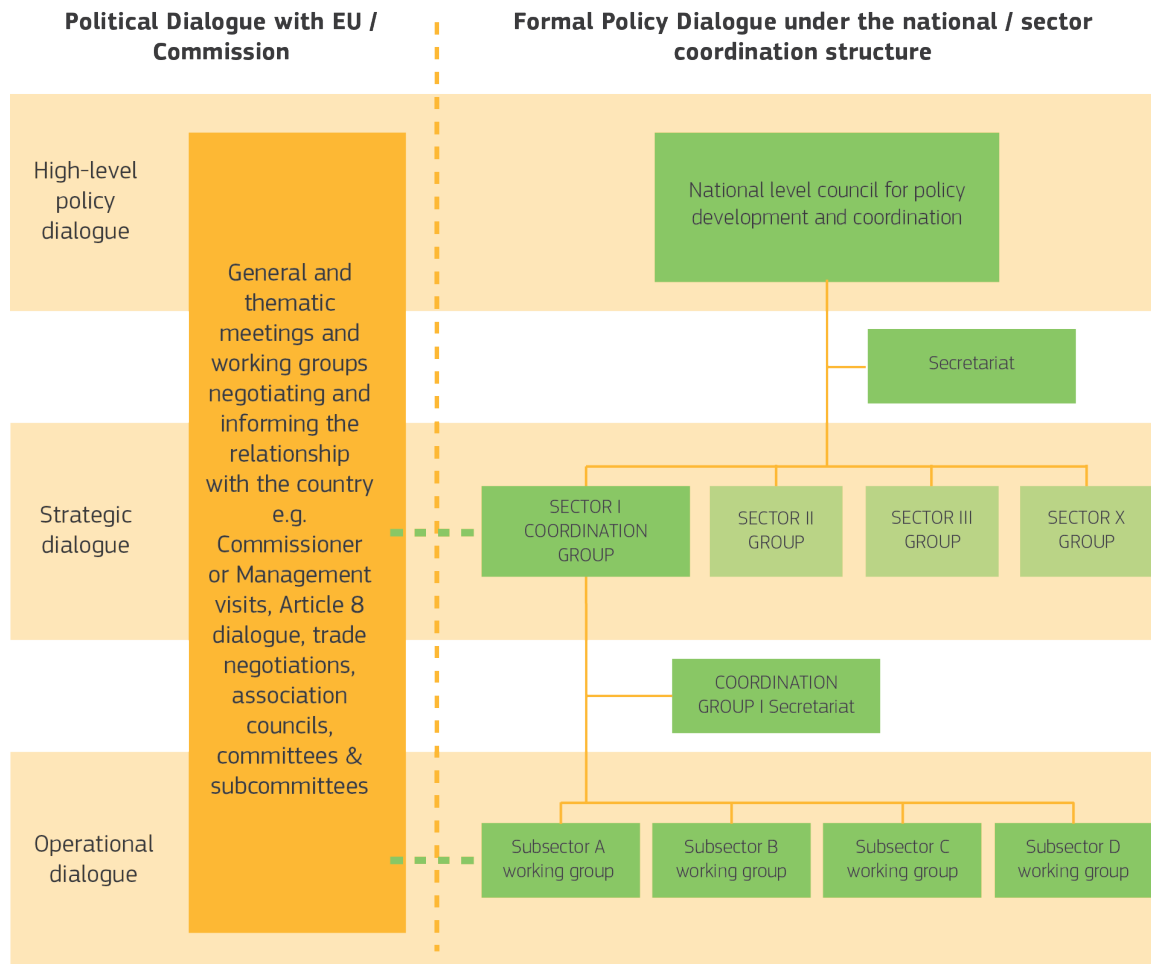 Political Dialogue with EU /
Commission
Formal Policy Dialogue under the national / sector
coordination structure
High-level
policy
dialogue
General and
thematic
meetings and
working groups
negotiating and
informing the
relationship
with the country
e.g.
Commissioner
or Management
visits, Article 8
dialogue, trade
negotiations,
association
councils,
committees &
subcommittees
National level council for policy
development and coordination
Secretariat
Strategic
dialogue
SECTOR I
COORDINATION
GROUP
SECTOR II
GROUP
SECTOR III
GROUP
SECTOR X
GROUP
COORDINATION
GROUP I Secretariat
Operational
dialogue
Subsector A
working group
Subsector B
working group
Subsector C
working group
Subsector D
working group